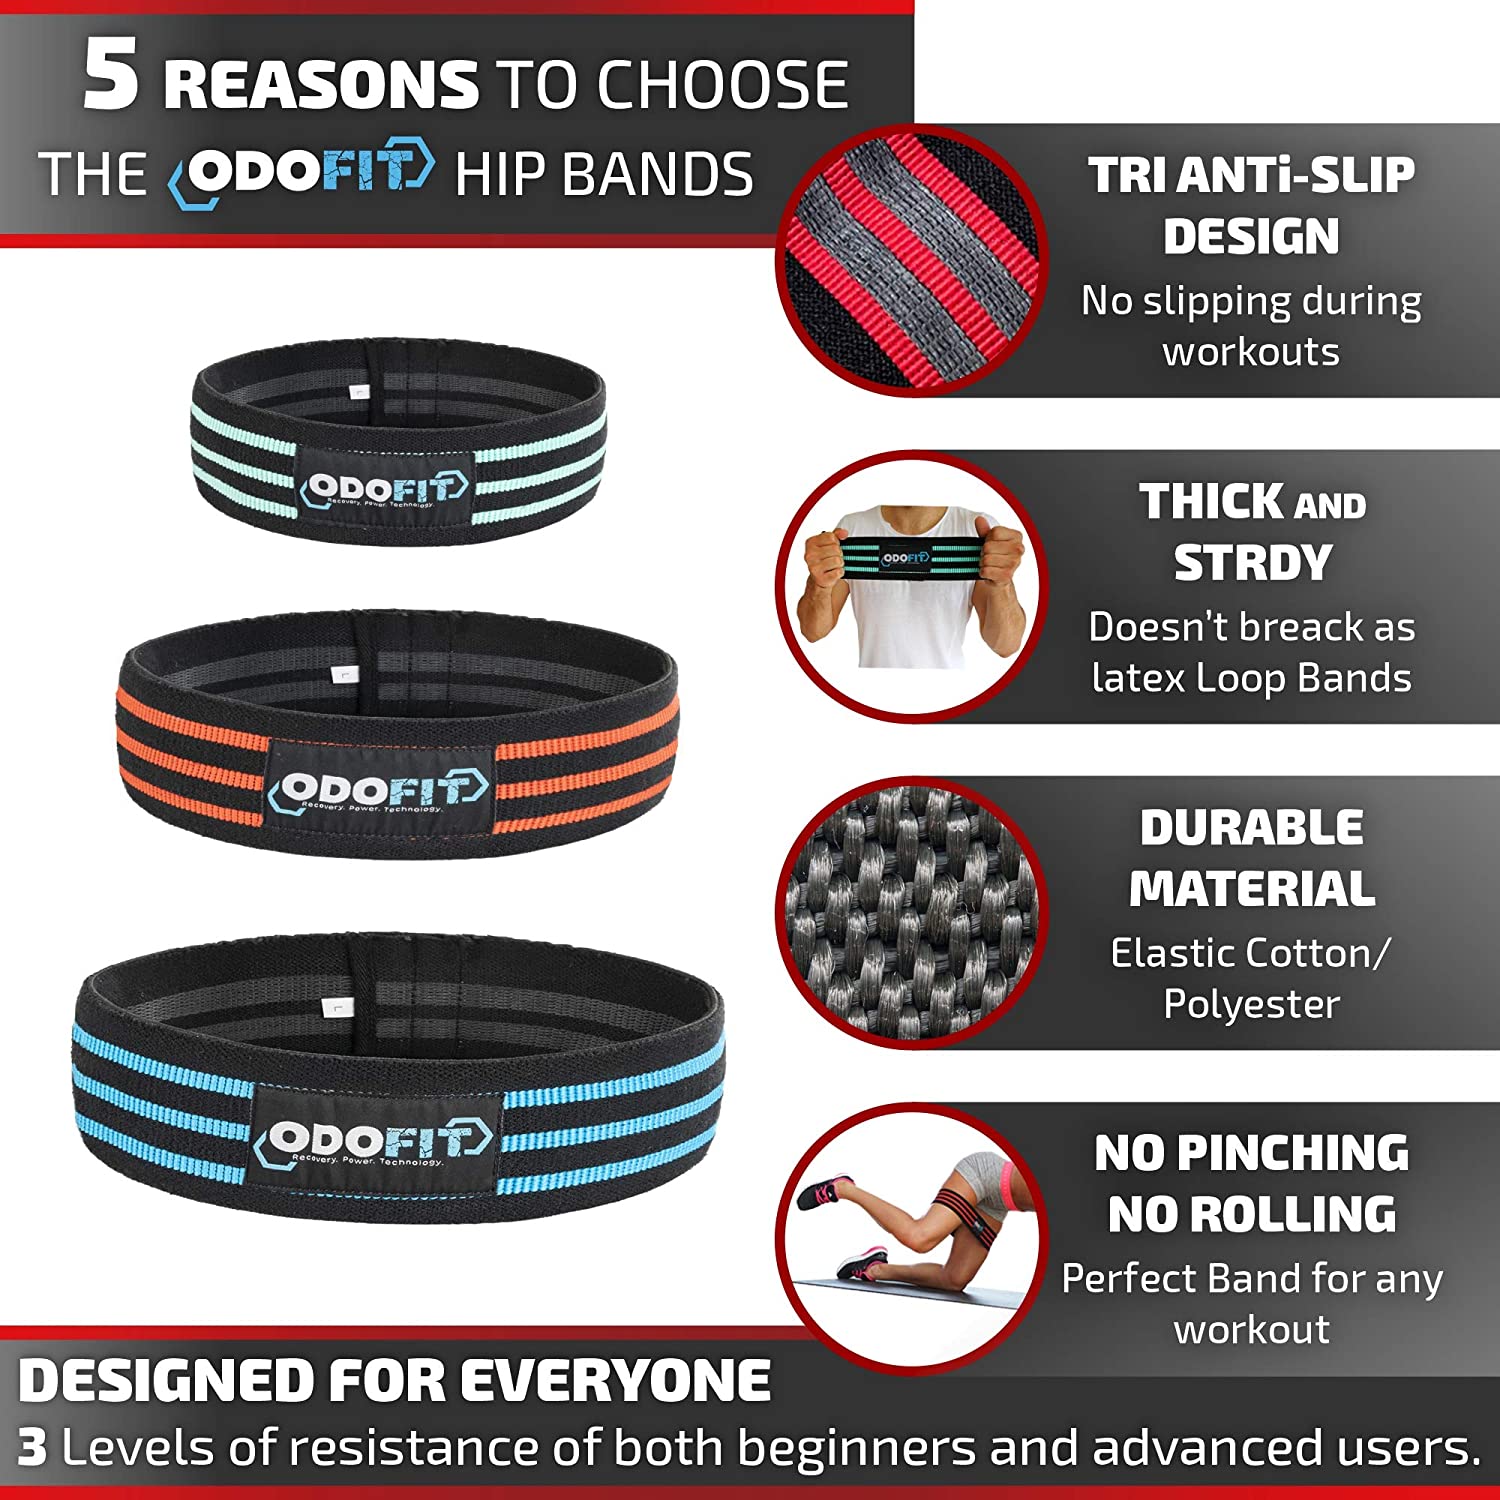 5 REASONS TO CHOOSE
THE ODOFIT HIP BANDS
TRI ANTi-SLIP
DESIGN
No slipping during
workouts
ODOFIT
Recovery. Power. Technology.
THICK AND
STRDY
Doesn't breack as
latex Loop Bands
ODOFIT
L
ODOFIT
Recovery. Power. Technology.
L
DURABLE
MATERIAL
Elastic Cotton/
Polyester
L
ODOFIT
Recovery. Power. Technology.
NO PINCHING
NO ROLLING
Perfect Band for any
workout
DESIGNED FOR EVERYONE
3 Levels of resistance of both beginners and advanced users.